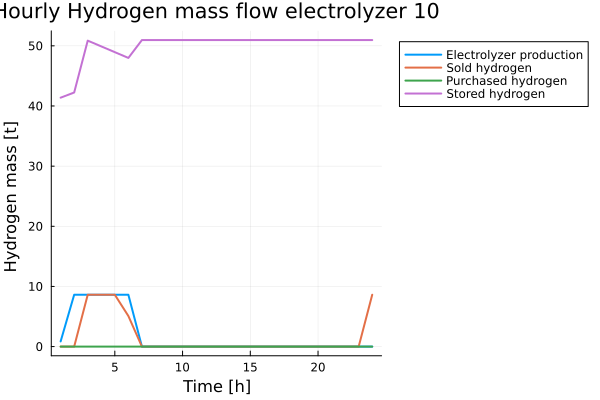 Hourly Hydrogen mass flow electrolyzer 10
Electrolyzer production
Sold hydrogen
Purchased hydrogen
Stored hydrogen
Hydrogen mass [t]
50
40
30
20
10
0
5 10 15 20
Time [h]